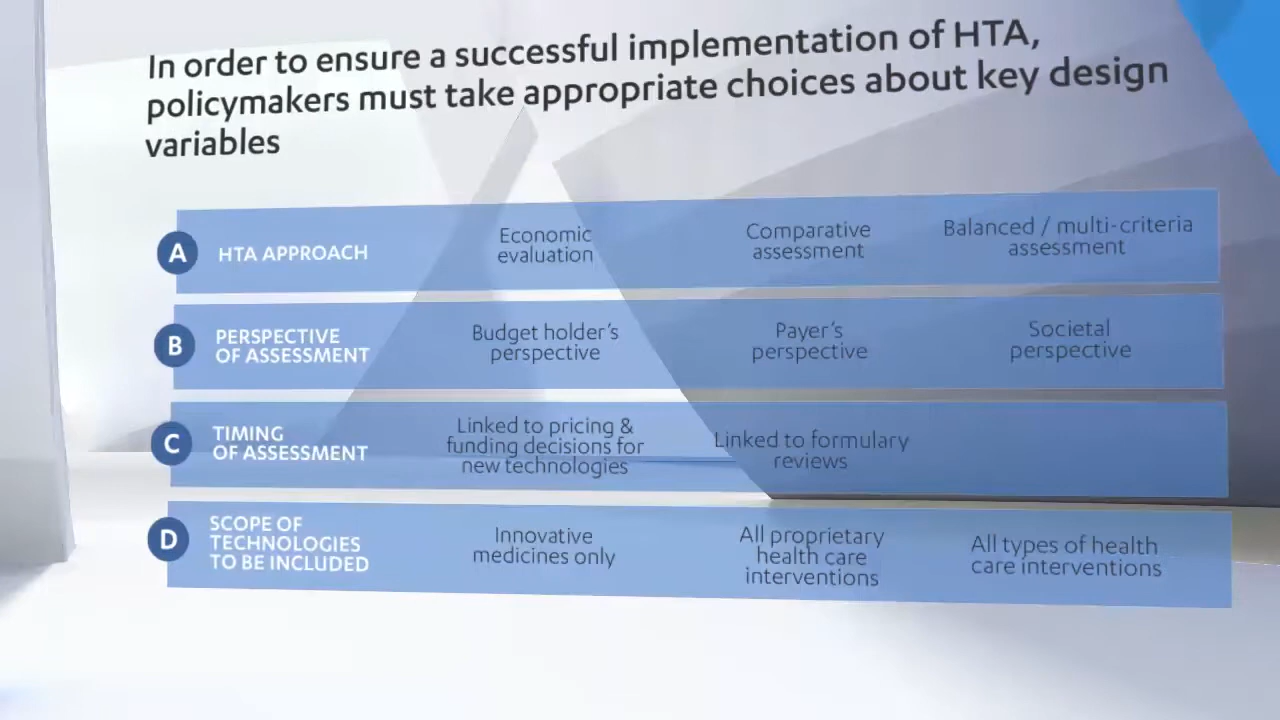 In order to ensure a successful implementation of HTA,
policymakers must take appropriate choices about key design
variables
A
HTA APPROACH
Economic
evaluation
Comparative
assessment
Balanced / multi-criteria
assessment
B
PERSPECTIVE
OF ASSESSMENT
Budget holder's
perspective
Payer's
perspective
Societal
perspective
C
TIMING
OF ASSESSMENT
Linked to pricing &
funding decisions for
new technologies
Linked to formulary
reviews
D
SCOPE OF
TECHNOLOGIES
TO BE INCLUDED
Innovative
medicines only
All proprietary
health care
interventions
All types of health
care interventions